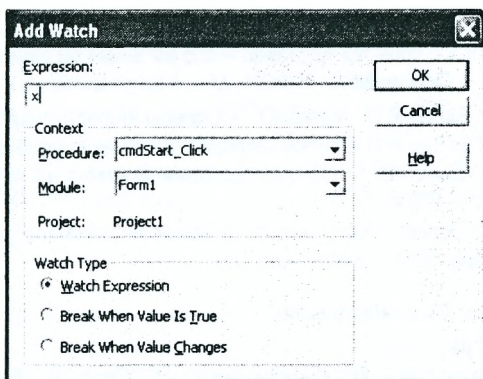 Add Watch
Expression:
x
OK
Cancel
Help
Context
Procedure: cmdStart_Click
Module: Form1
Project: Project1
Watch Type
Watch Expression
Break When Value Is True
Break When Value Changes